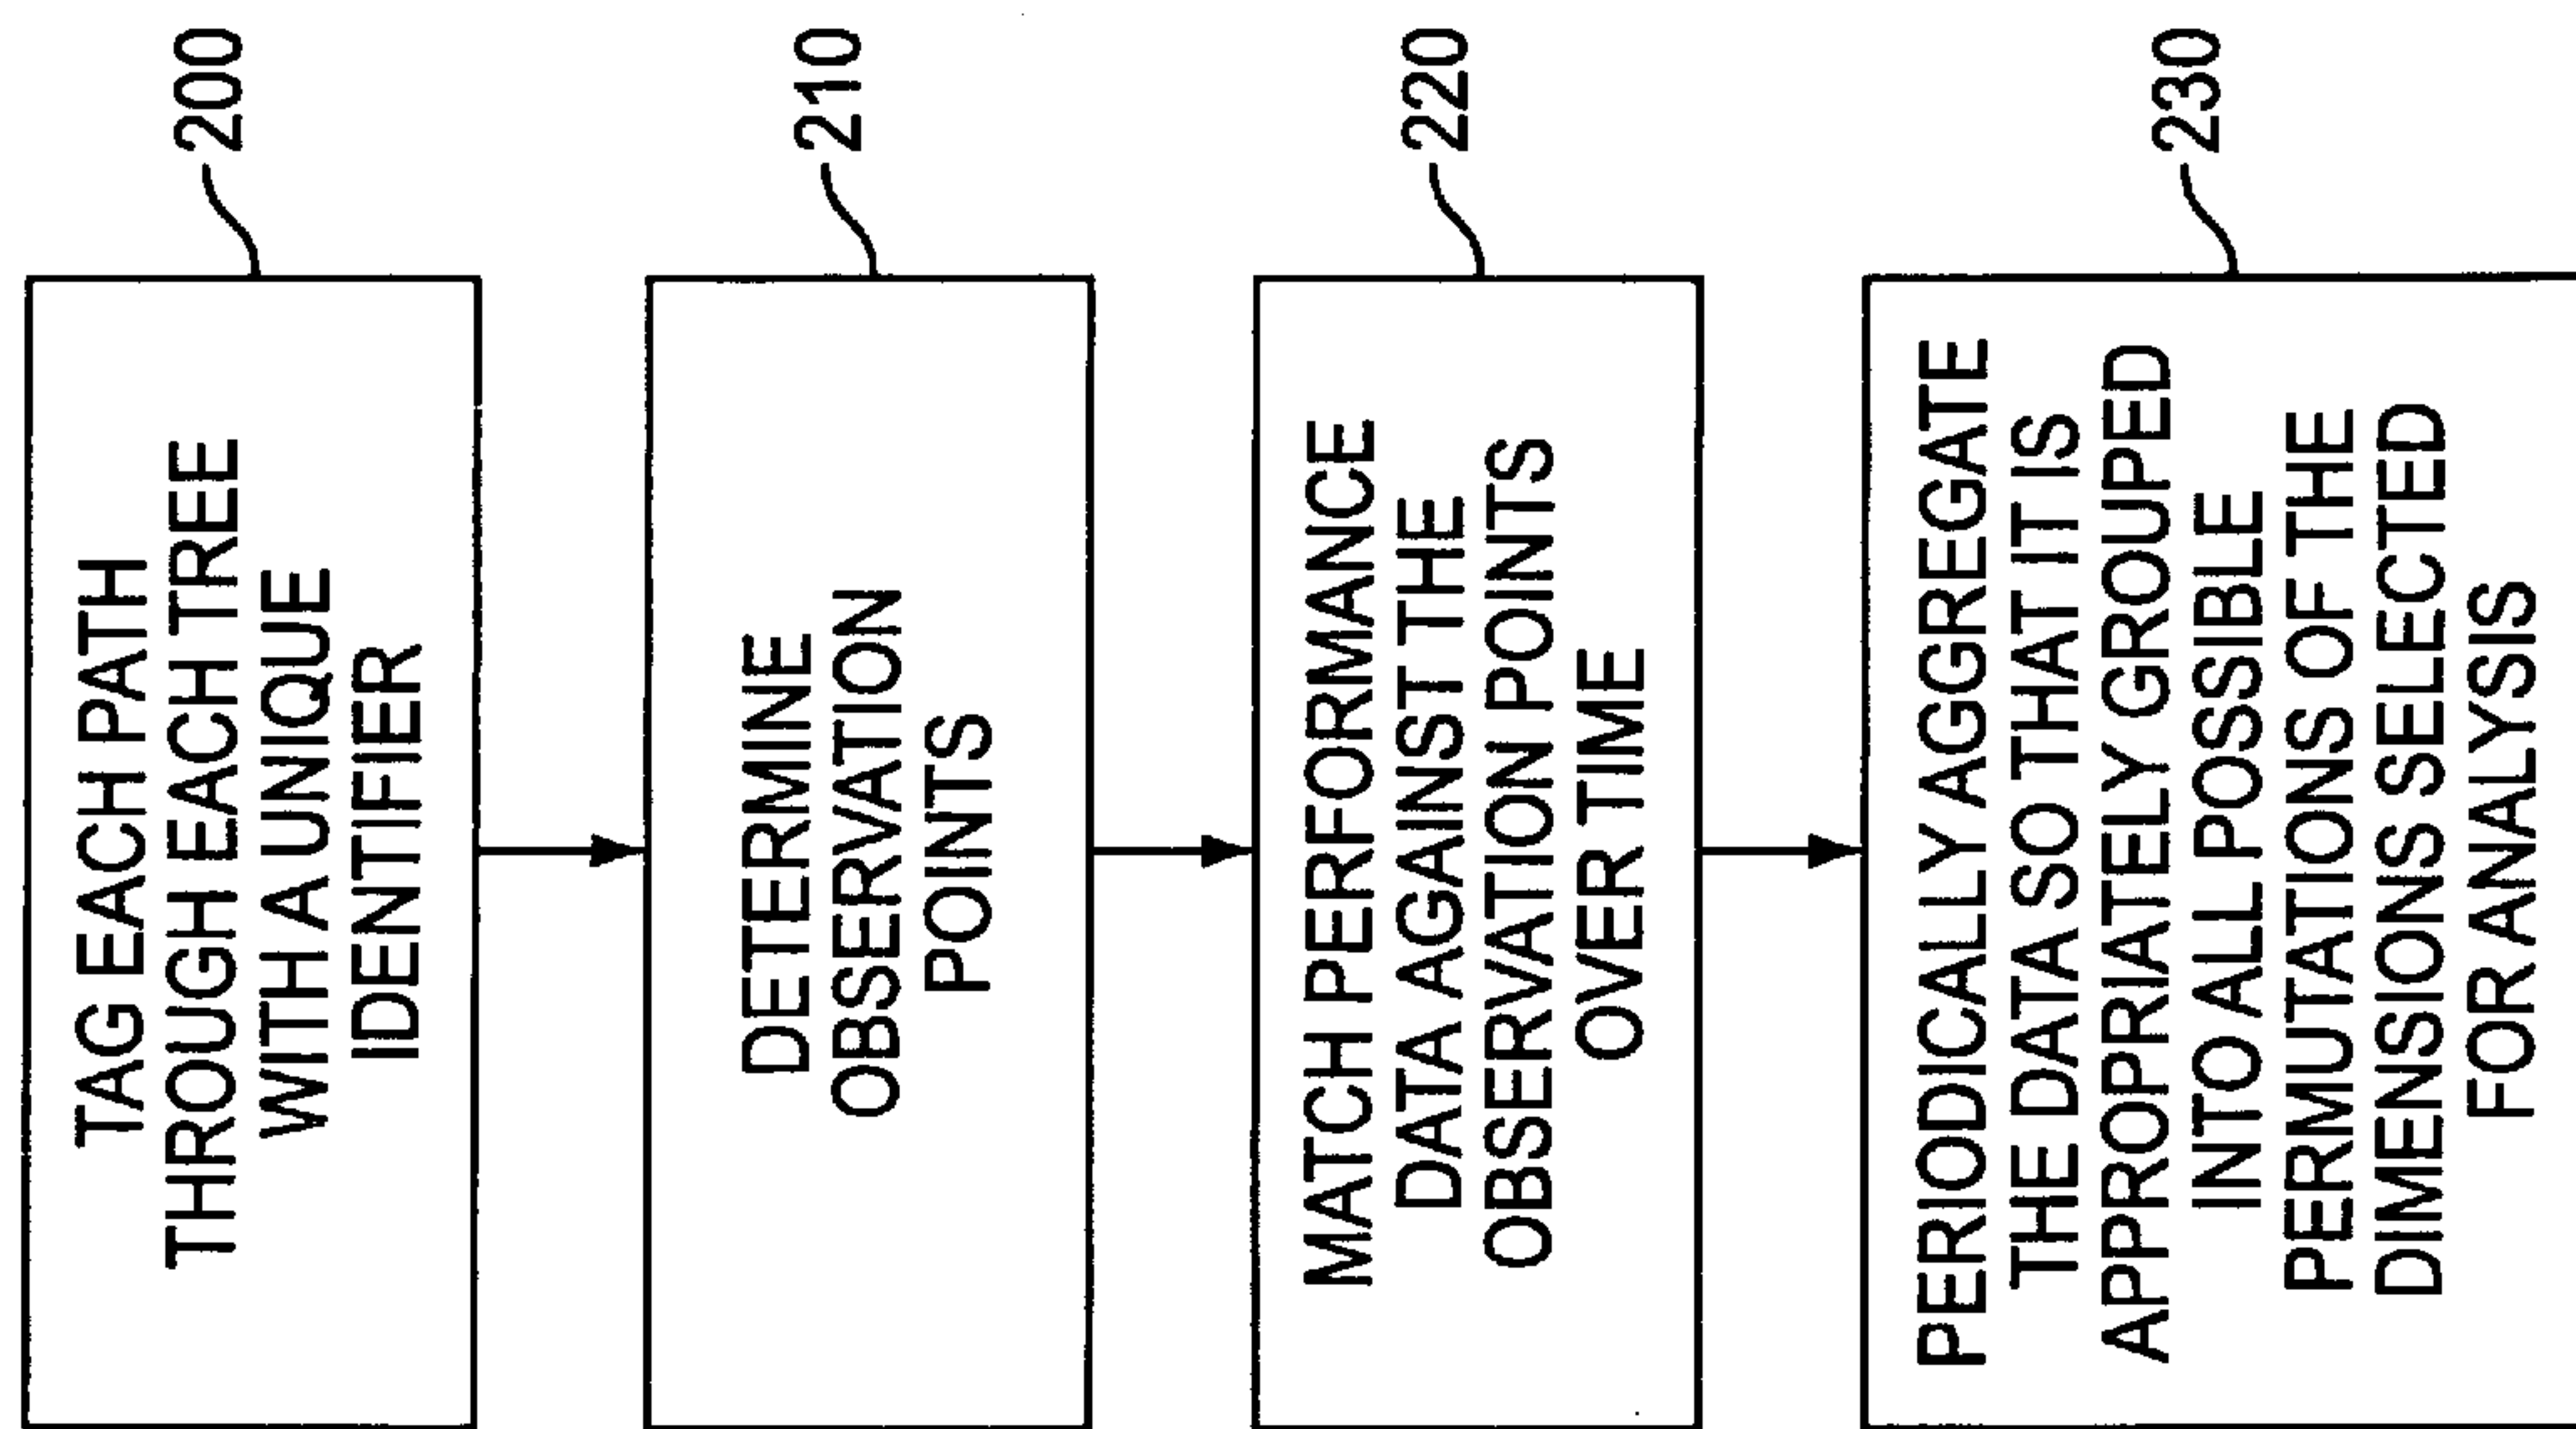 TAG EACH PATH
THROUGH EACH TREE
WITH A UNIQUE
IDENTIFIER
200
DETERMINE
OBSERVATION
POINTS
210
MATCH PERFORMANCE
DATA AGAINST THE
OBSERVATION POINTS
OVER TIME
220
PERIODICALLY AGGREGATE
THE DATA SO THAT IT IS
APPROPRIATELY GROUPED
INTO ALL POSSIBLE
PERMUTATIONS OF THE
DIMENSIONS SELECTED
FOR ANALYSIS
230